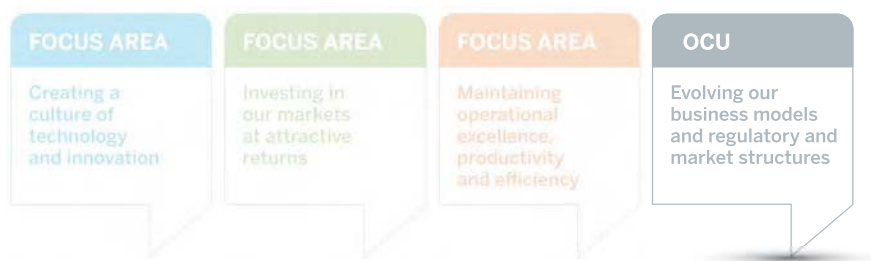 FOCUS AREA
Creating a
culture of
technology
and innovation
FOCUS AREA
Investing in
our markets
at attractive
returns
FOCUS AREA
Maintaining
operational
excellence,
productivity
and efficiency
OCU
Evolving our
business models
and regulatory and
market structures